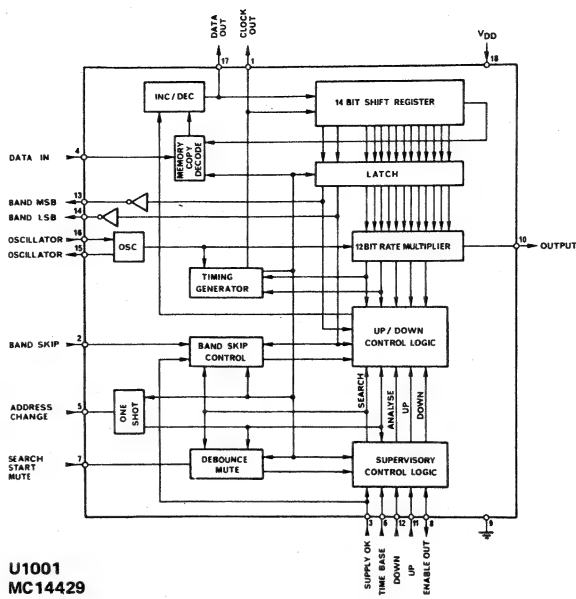 DATA OUT
CLOCK OUT
VDD
17
1
18
INC / DEC
14 BIT SHIFT REGISTER
MEMORY COPY DECODE
4
DATA IN
LATCH
13
BAND MSB
14
BAND LSB
16
OSCILLATOR
15
OSCILLATOR
OSC
12 BIT RATE MULTIPLIER
10
OUTPUT
TIMING
GENERATOR
UP / DOWN
CONTROL LOGIC
2
BAND SKIP
BAND SKIP
CONTROL
SEARCH
ANALYSE
UP
DOWN
ADDRESS
CHANGE
5
ONE SHOT
SEARCH
START
MUTE
7
DEBOUNCE
MUTE
SUPERVISORY
CONTROL LOGIC
3
6
12
11
8
9
SUPPLY OK
TIME BASE
DOWN
UP
ENABLE OUT
U1001
MC14429